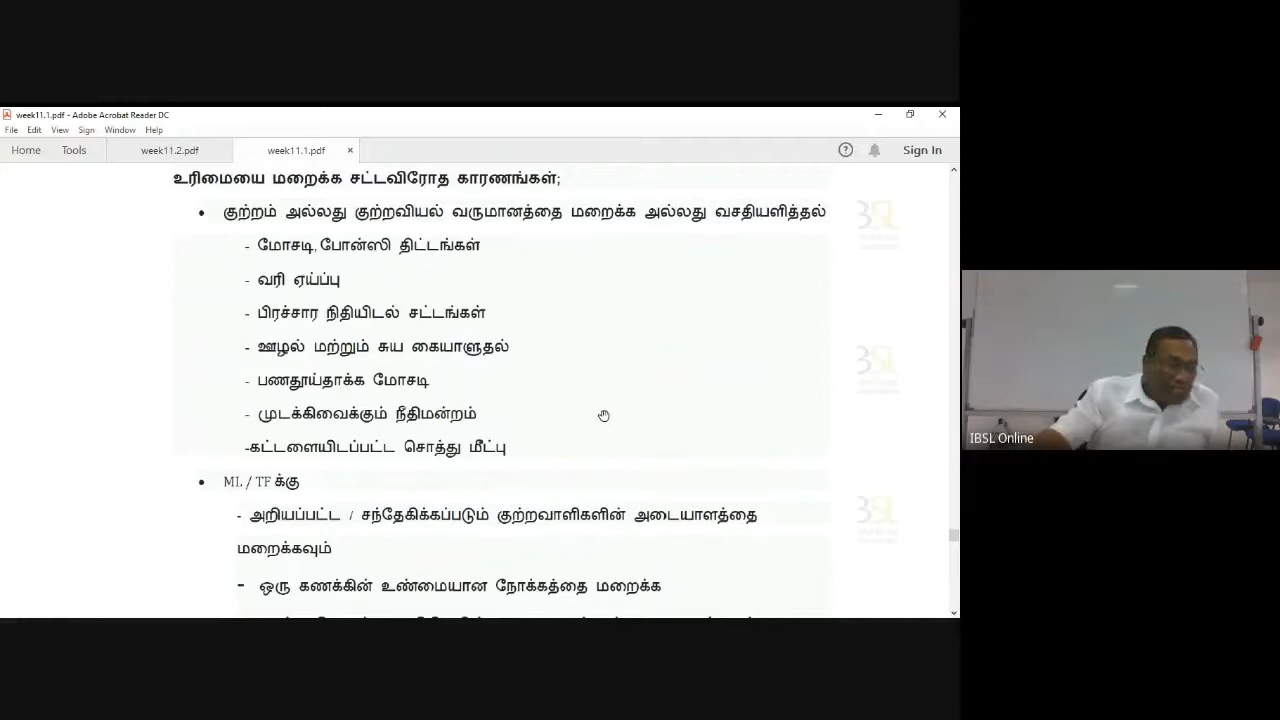 week11.1.pdf - Adobe Acrobat Reader DC
File Edit View Sign Window Help
Home Tools week11.2.pdf week11.1.pdf × ? Sign In
உரிமையை மறைக்க சட்டவிரோத காரணங்கள்;
• குற்றம் அல்லது குற்றவியல் வருமானத்தை மறைக்க அல்லது வசதியளித்தல்
- மோசடி,போன்ஸி திட்டங்கள்
- வரி ஏய்ப்பு
- பிரச்சார நிதியிடல் சட்டங்கள்
- ஊழல் மற்றும் சுய கையாளுதல்
- பணதூய்தாக்க மோசடி
- முடக்கிவைக்கும் நீதிமன்றம்
-கட்டளையிடப்பட்ட சொத்து மீட்பு
• ML / TFக்கு
- அறியப்பட்ட / சந்தேகிக்கப்படும் குற்றவாளிகளின் அடையாளத்தை
மறைக்கவும்
- ஒரு கணக்கின் உண்மையான நோக்கத்தை மறைக்க
IBSL Online